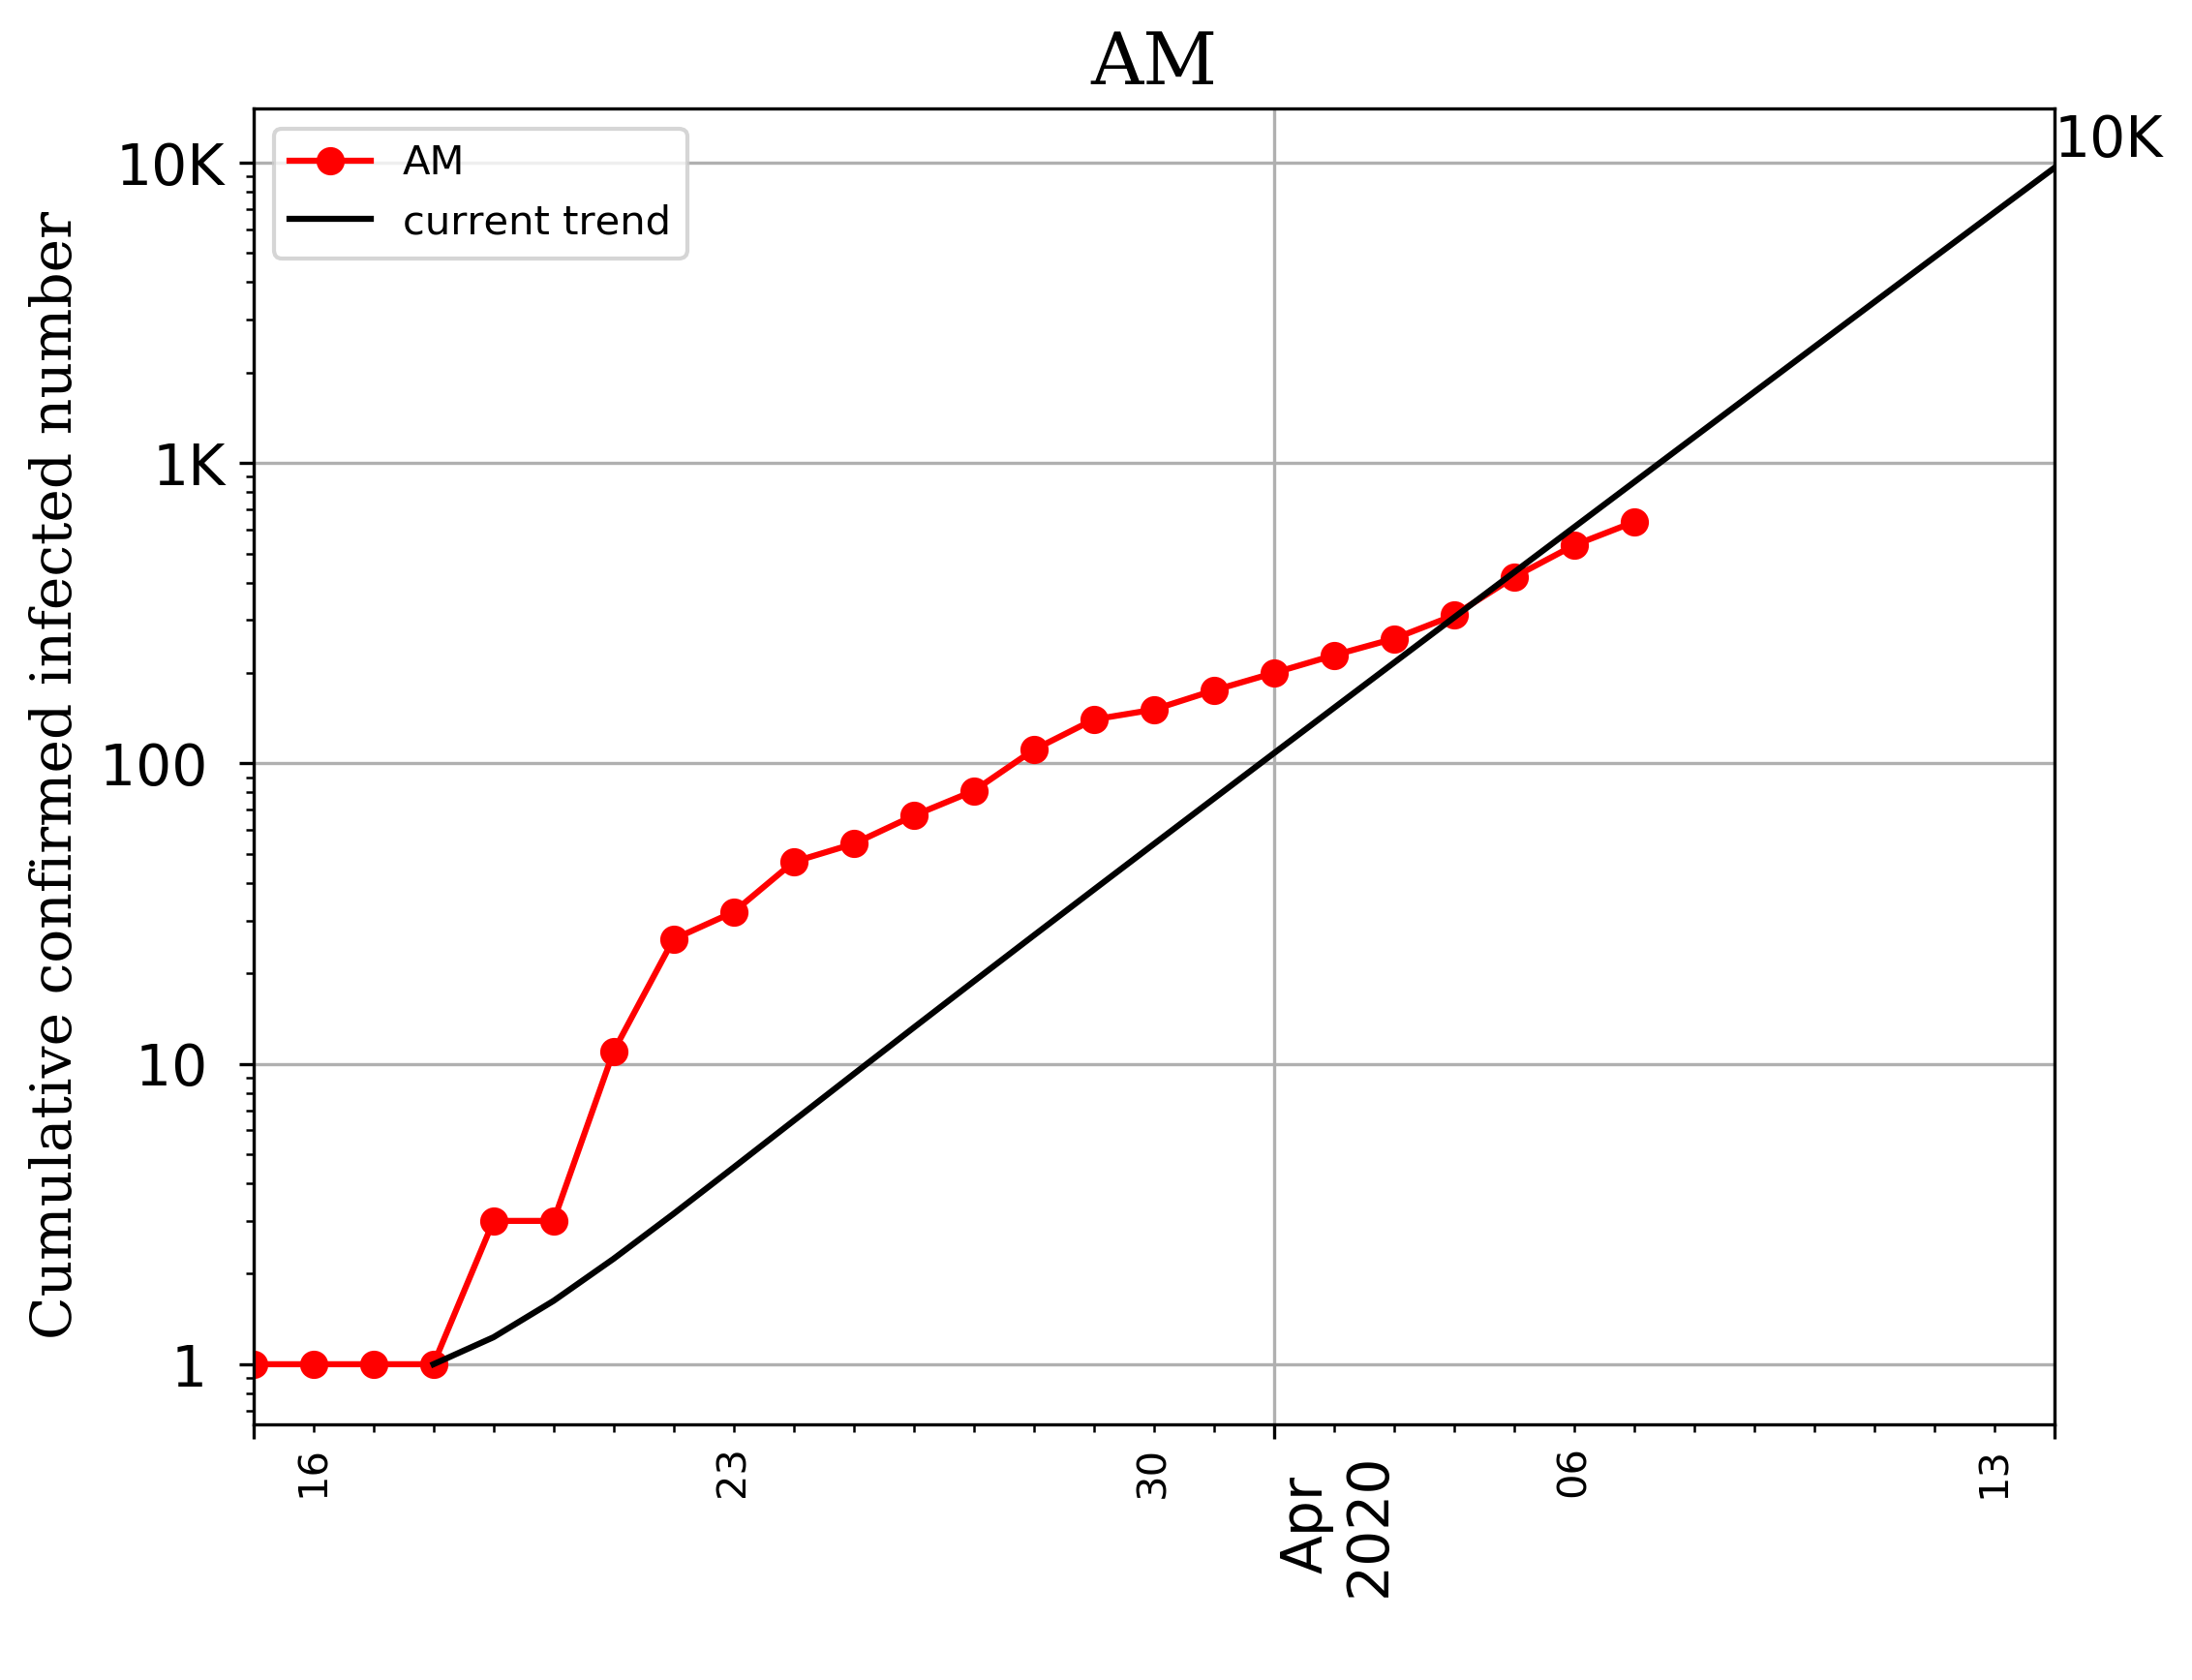 AM
10K
10K
1K
100
10
1
Cumulative confirmed infected number
AM
current trend
16
23
30
06
13
Apr
2020